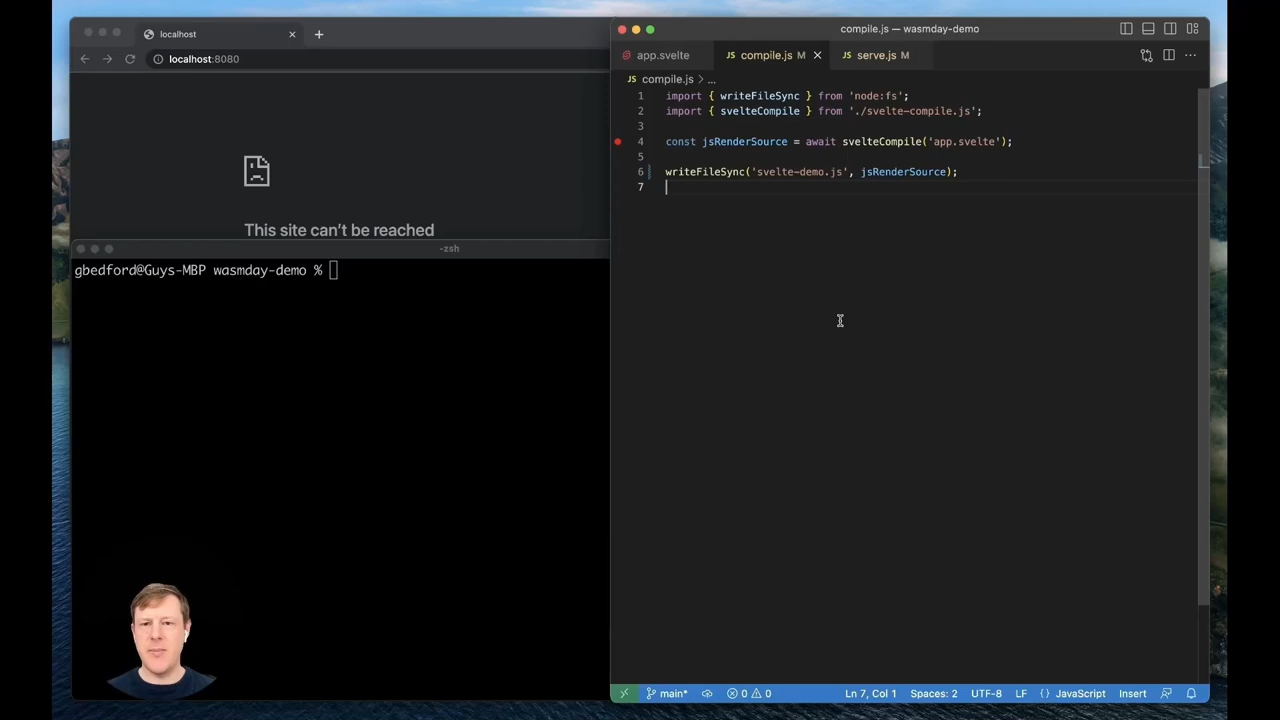 localhost
localhost:8080
This site can't be reached
-zsh
gbedford@Guys-MBP wasmday-demo %
compile.js — wasmday-demo
app.svelte
JS compile.js M
JS serve.js M
JS compile.js > ...
1 import { writeFileSync } from 'node:fs';
2 import { svelteCompile } from './svelte-compile.js';
3
4 const jsRenderSource = await svelteCompile('app.svelte');
5
6 writeFileSync('svelte-demo.js', jsRenderSource);
7
main* 0 0 Ln 7, Col 1 Spaces: 2 UTF-8 LF {} JavaScript Insert